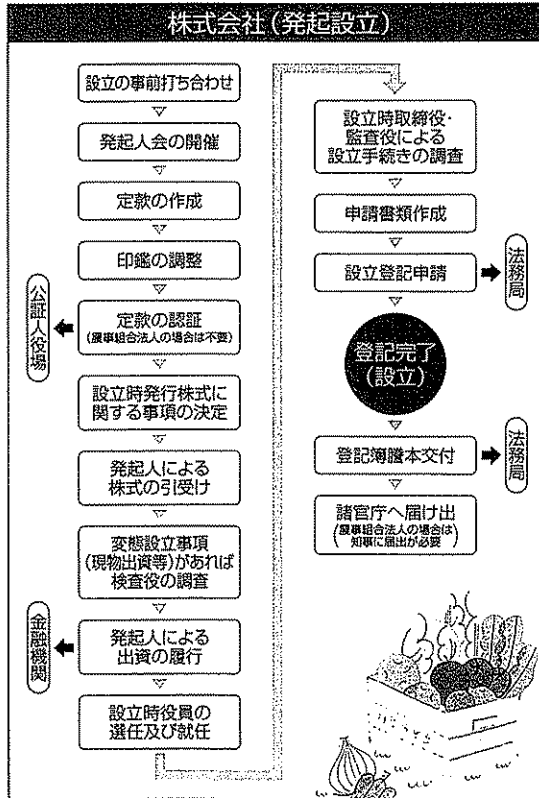 株式会社(発起設立)
設立の事前打ち合わせ
発起人会の開催
定款の作成
印鑑の調整
定款の認証
(農事組合法人の場合は不要)
公証人役場
設立時発行株式に
関する事項の決定
発起人による
株式の引受け
変態設立事項
(現物出資等)があれば
検査役の調査
発起人による
出資の履行
金融機関
設立時役員の
選任及び就任
設立時取締役・
監査役による
設立手続きの調査
申請書類作成
設立登記申請
法務局
登記完了
(設立)
登記簿謄本交付
法務局
諸官庁へ届け出
(農事組合法人の場合は
知事に届出が必要)